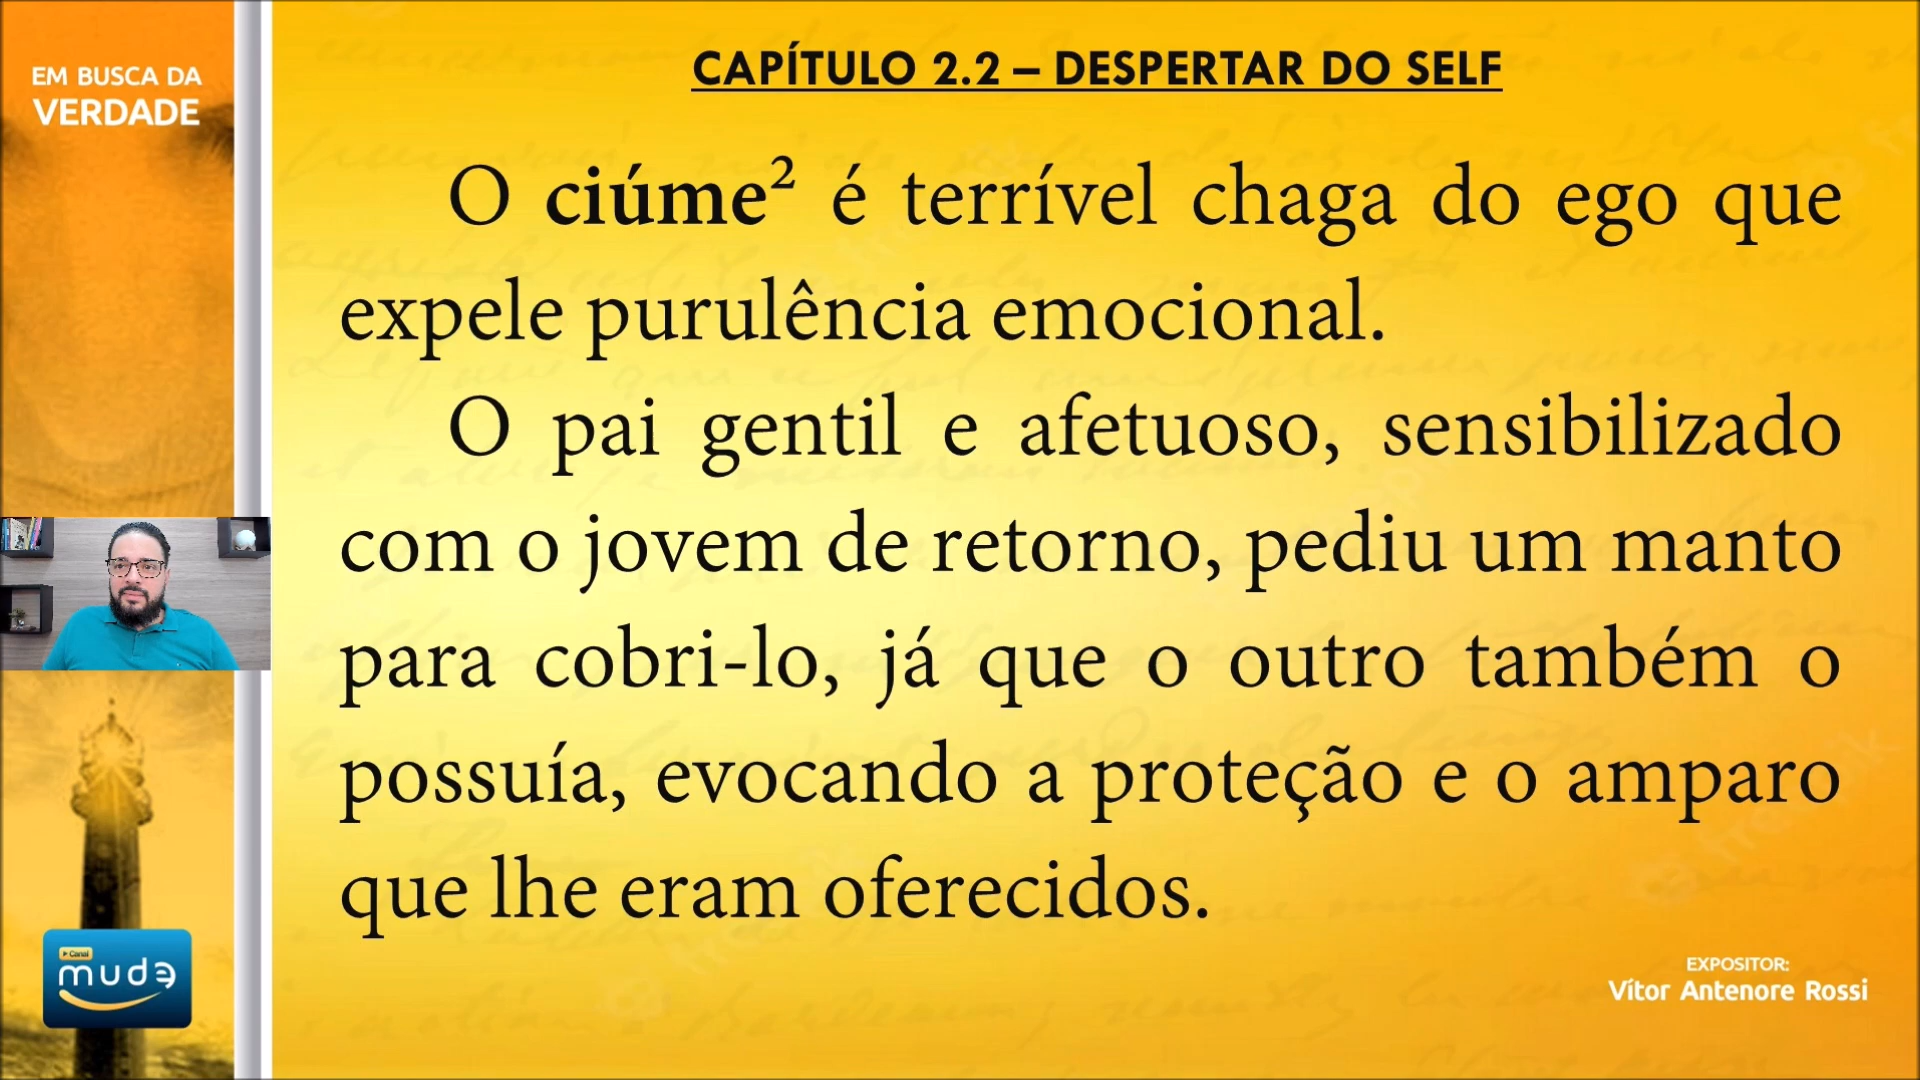 EM BUSCA DA
VERDADE
CAPÍTULO 2.2 – DESPERTAR DO SELF
O ciúme² é terrível chaga do ego que
expele purulência emocional.
O pai gentil e afetuoso, sensibilizado
com o jovem de retorno, pediu um manto
para cobri-lo, já que o outro também o
possuía, evocando a proteção e o amparo
que lhe eram oferecidos.
Canal
mude
EXPOSITOR:
Vítor Antenore Rossi